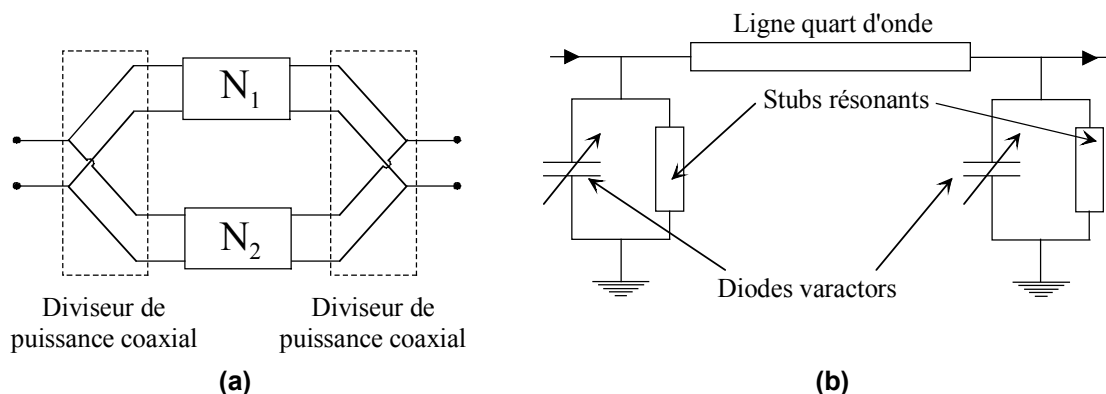 N1
N2
Diviseur de
puissance coaxial
Diviseur de
puissance coaxial
(a)
Ligne quart d'onde
Stubs résonants
Diodes varactors
(b)